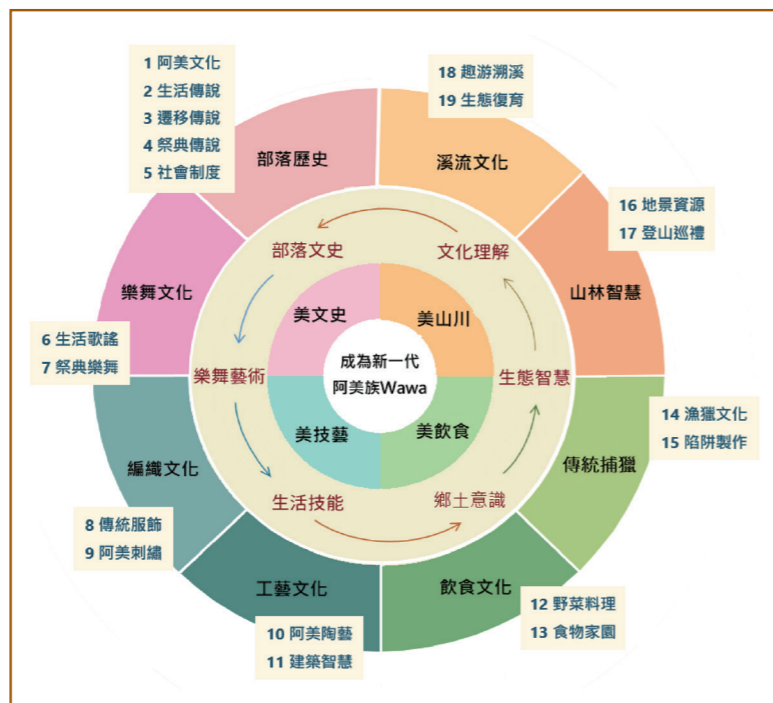 1 阿美文化
2 生活傳說
3 遷移傳說
4 祭典傳說
5 社會制度
部落歷史
18 趣游溯溪
19 生態復育
溪流文化
16 地景資源
17 登山巡禮
山林智慧
樂舞文化
6 生活歌謠
7 祭典樂舞
部落文史
文化理解
樂舞藝術
生態智慧
生活技能
鄉土意識
美文史
美山川
成為新一代
阿美族Wawa
美技藝
美飲食
14 漁獵文化
15 陷阱製作
傳統捕獵
編織文化
8 傳統服飾
9 阿美刺繡
工藝文化
10 阿美陶藝
11 建築智慧
飲食文化
12 野菜料理
13 食物家園